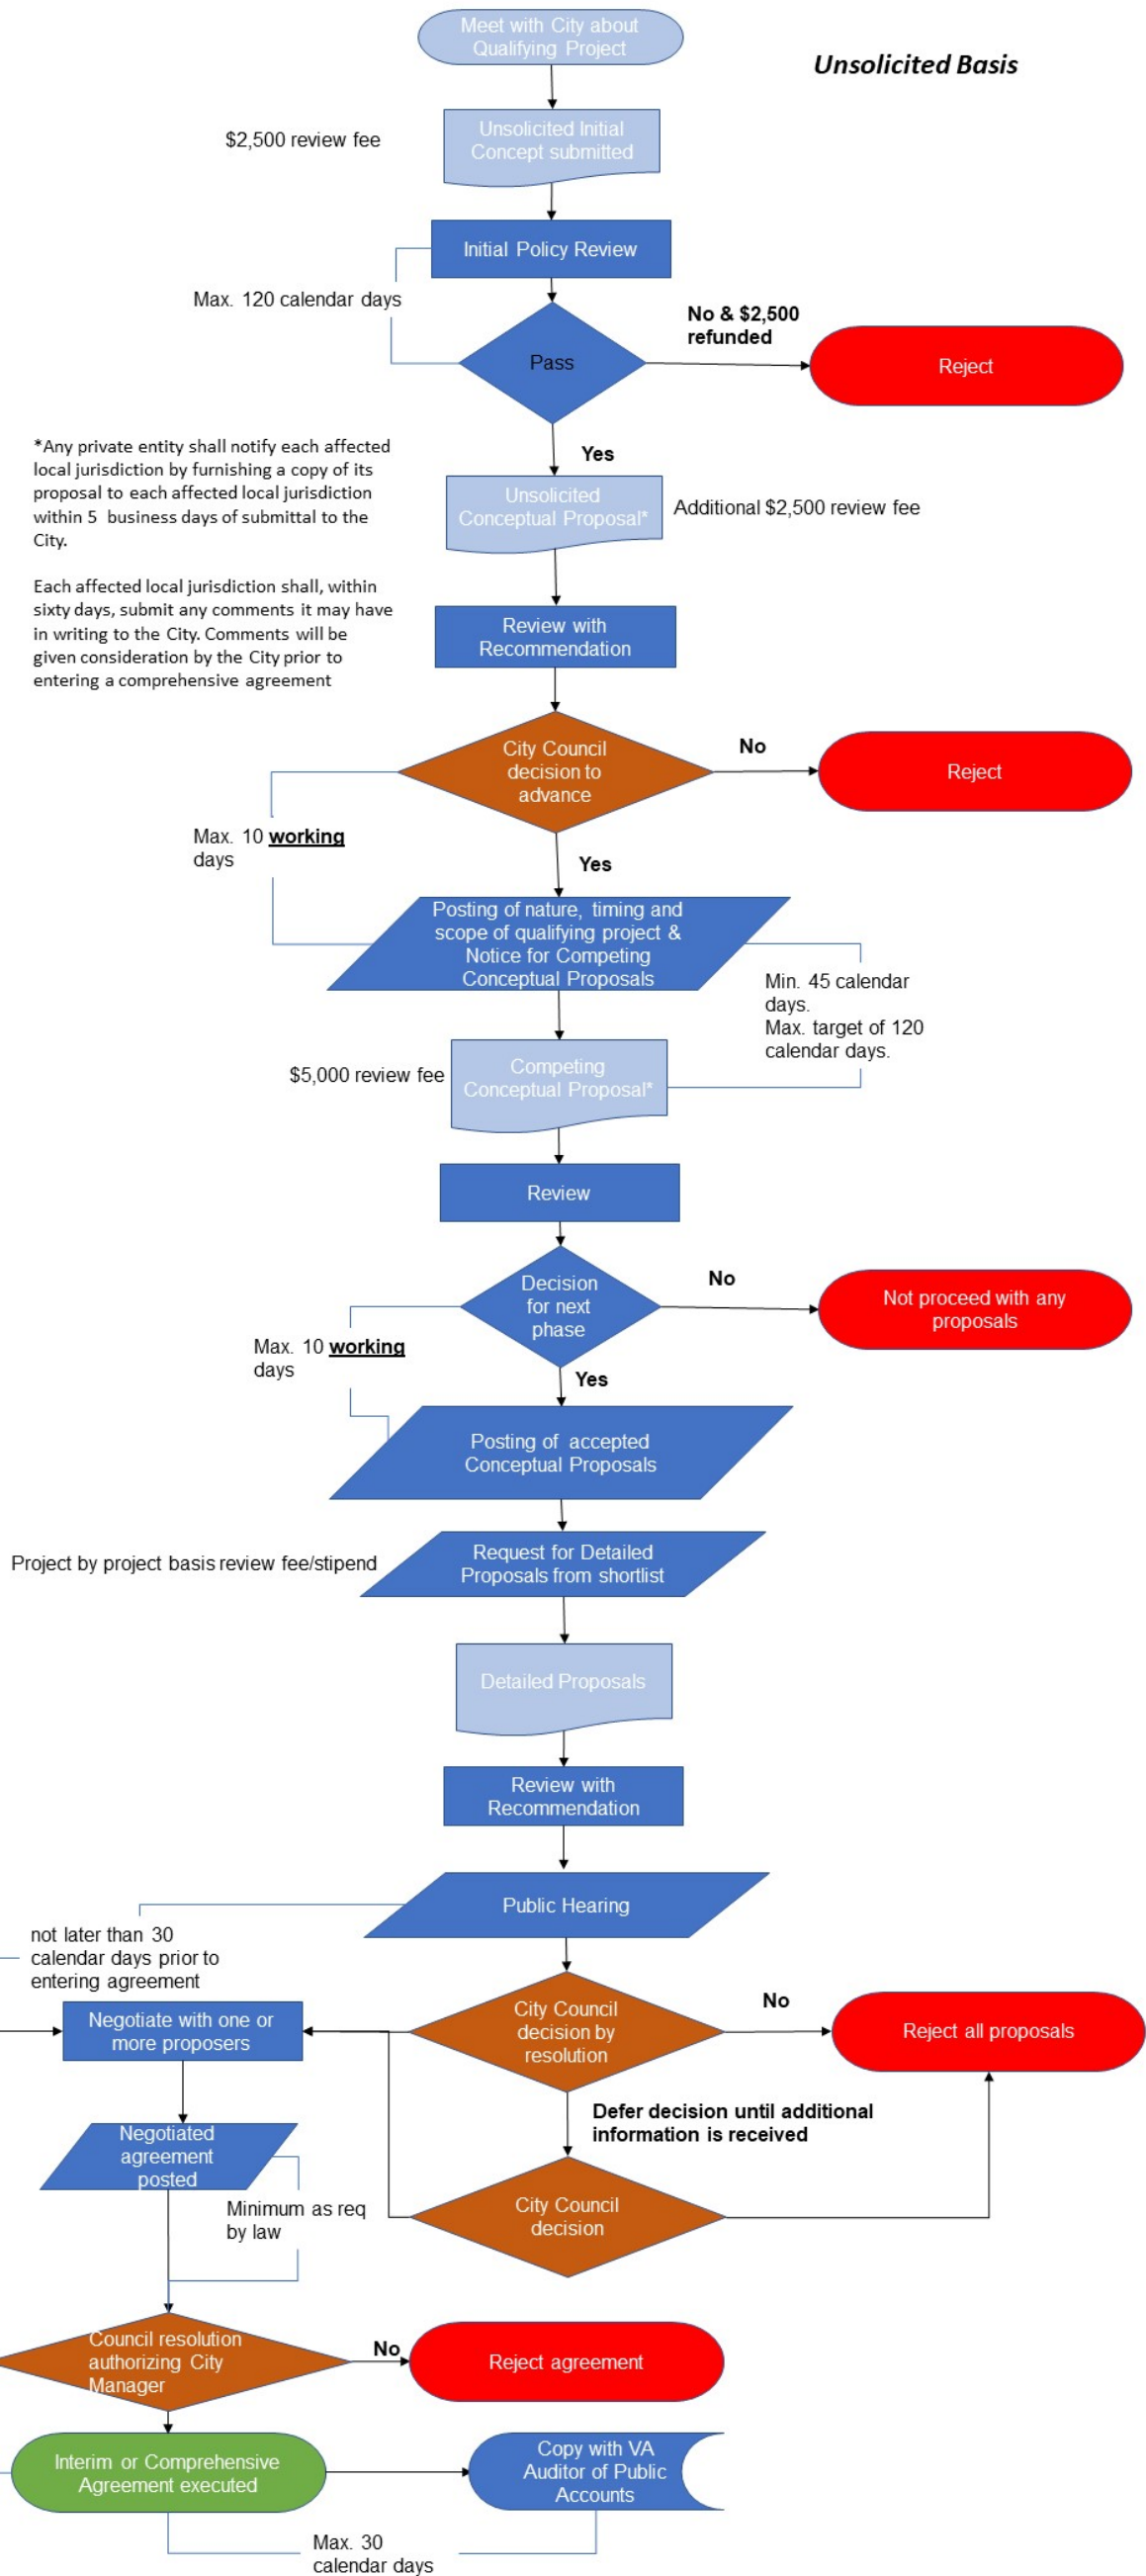 Meet with City about
Qualifying Project
Unsolicited Basis
$2,500 review fee
Unsolicited Initial
Concept submitted
Initial Policy Review
Max. 120 calendar days
Pass
No & $2,500
refunded
Reject
*Any private entity shall notify each affected
local jurisdiction by furnishing a copy of its
proposal to each affected local jurisdiction
within 5 business days of submittal to the
City.
Each affected local jurisdiction shall, within
sixty days, submit any comments it may have
in writing to the City. Comments will be
given consideration by the City prior to
entering a comprehensive agreement
Yes
Unsolicited
Conceptual Proposal*
Additional $2,500 review fee
Review with
Recommendation
City Council
decision to
advance
No
Reject
Max. 10 working
days
Yes
Posting of nature, timing and
scope of qualifying project &
Notice for Competing
Conceptual Proposals
Min. 45 calendar
days.
Max. target of 120
calendar days.
$5,000 review fee
Competing
Conceptual Proposal*
Review
Decision
for next
phase
No
Not proceed with any
proposals
Max. 10 working
days
Yes
Posting of accepted
Conceptual Proposals
Project by project basis review fee/stipend
Request for Detailed
Proposals from shortlist
Detailed Proposals
Review with
Recommendation
Public Hearing
not later than 30
calendar days prior to
entering agreement
Negotiate with one or
more proposers
City Council
decision by
resolution
No
Reject all proposals
Defer decision until additional
information is received
Negotiated
agreement
posted
Minimum as req
by law
City Council
decision
Council resolution
authorizing City
Manager
No
Reject agreement
Interim or Comprehensive
Agreement executed
Copy with VA
Auditor of Public
Accounts
Max. 30
calendar days